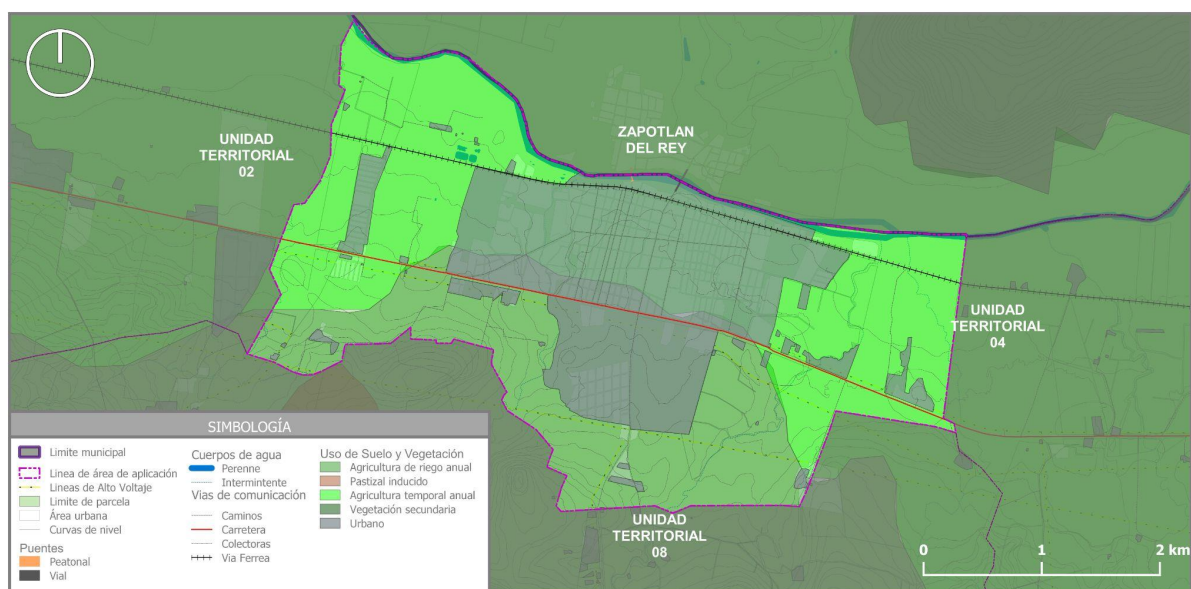 ZAPOTLAN
DEL REY
UNIDAD
TERRITORIAL
02
UNIDAD
TERRITORIAL
04
UNIDAD
TERRITORIAL
08
0 1 2 km
SIMBOLOGÍA
Limite municipal
Linea de área de aplicación
Lineas de Alto Voltaje
Limite de parcela
Área urbana
Curvas de nivel
Puentes
Peatonal
Vial
Cuerpos de agua
Perenne
Intermintente
Vias de comunicación
Caminos
Carretera
Colectoras
Via Ferrea
Uso de Suelo y Vegetación
Agricultura de riego anual
Pastizal inducido
Agricultura temporal anual
Vegetación secundaria
Urbano